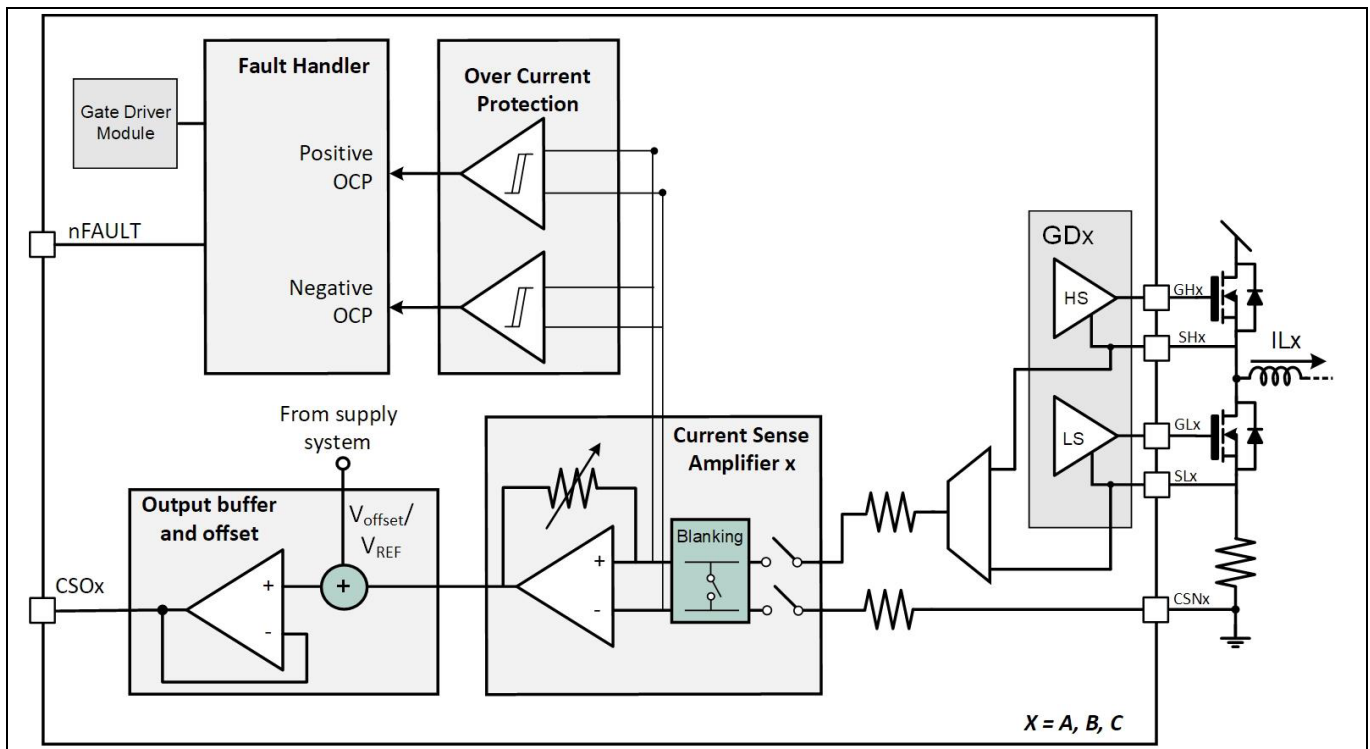 Fault Handler
Gate Driver
Module
Positive
OCP
Negative
OCP
nFAULT
Over Current
Protection
GDx
HS
LS
GHx
SHx
GLx
SLx
CSNx
ILx
From supply
system
Output buffer
and offset
Voffset/
VREF
+
-
+
CSOx
Current Sense
Amplifier x
+
-
Blanking
X = A, B, C